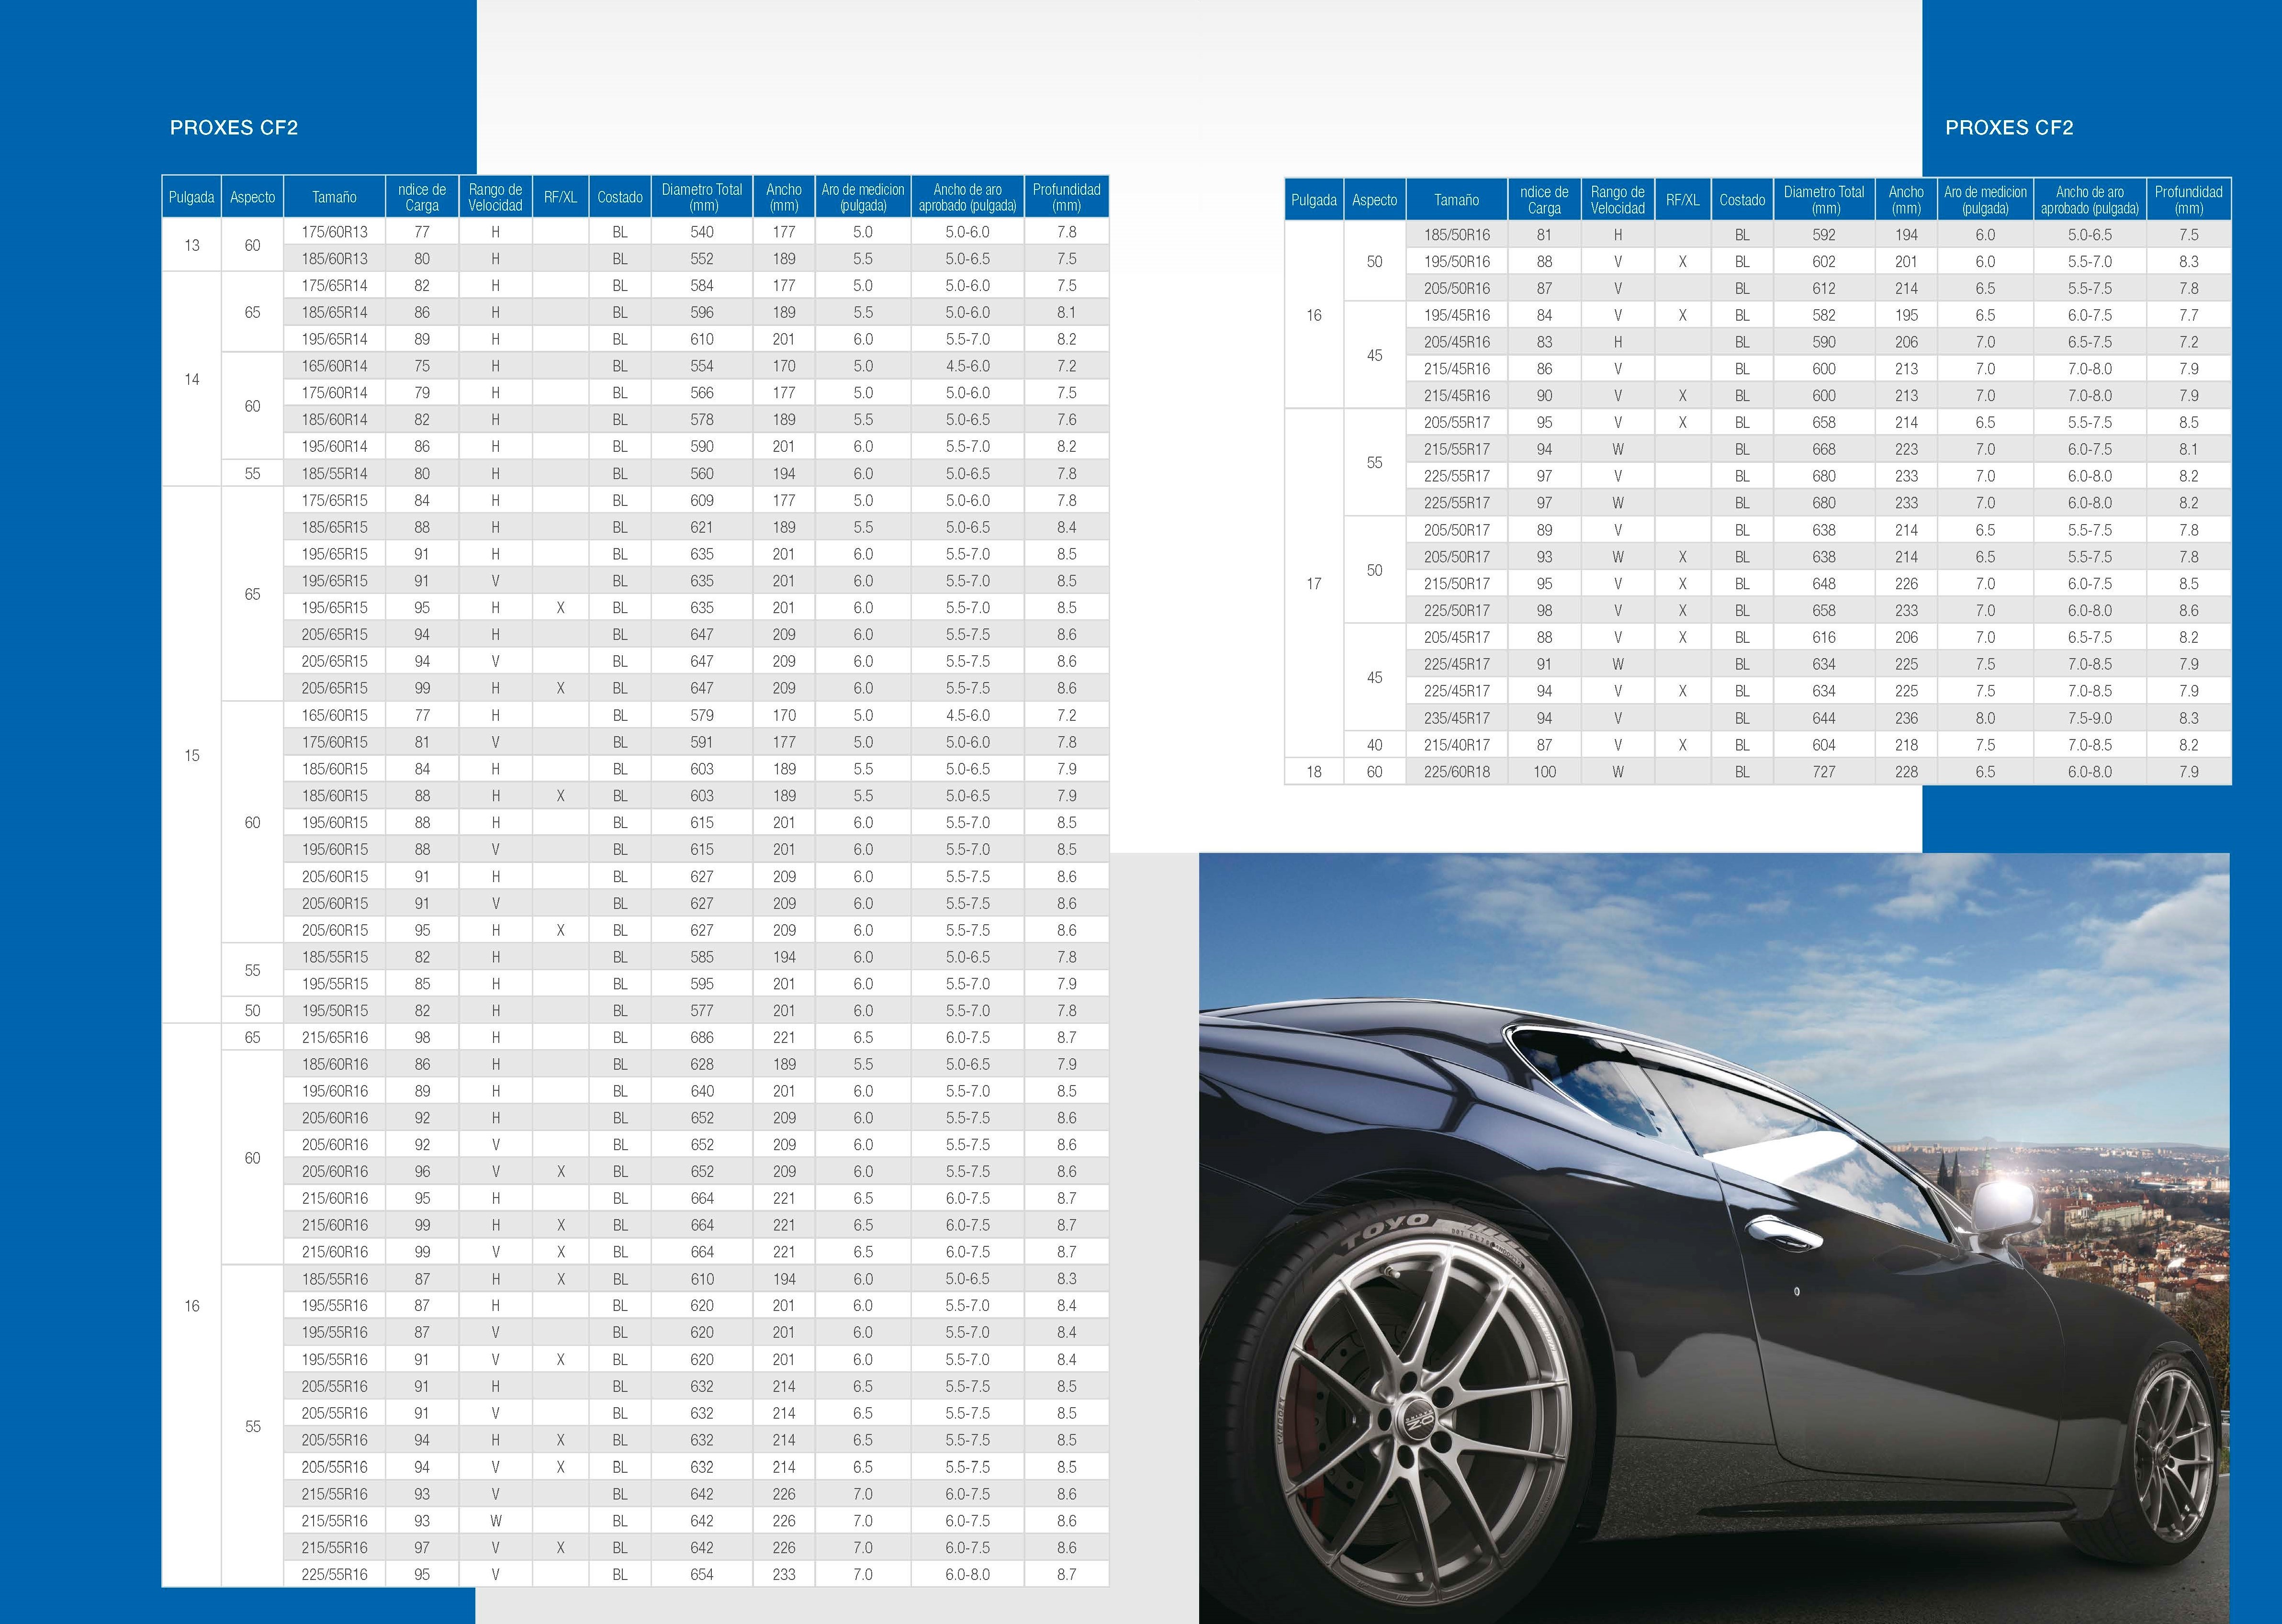 PROXES CF2
Pulgada Aspecto Tamaño ndice de Carga Rango de Velocidad RF/XL Costado Diametro Total (mm) Ancho (mm) Aro de medicion (pulgada) Ancho de aro aprobado (pulgada) Profundidad (mm)
13 60 175/60R13 77 H BL 540 177 5.0 5.0-6.0 7.8
185/60R13 80 H BL 552 189 5.5 5.0-6.5 7.5
14 65 175/65R14 82 H BL 584 177 5.0 5.0-6.0 7.5
185/65R14 86 H BL 596 189 5.5 5.0-6.5 8.1
195/65R14 89 H BL 610 201 6.0 5.5-7.0 8.2
60 165/60R14 75 H BL 554 170 5.0 4.5-6.0 7.2
175/60R14 79 H BL 566 177 5.0 5.0-6.0 7.5
185/60R14 82 H BL 578 189 5.5 5.0-6.5 7.6
195/60R14 86 H BL 590 201 6.0 5.5-7.0 8.2
55 185/55R14 80 H BL 560 194 6.0 5.0-6.5 7.8
15 65 175/65R15 84 H BL 609 177 5.0 5.0-6.0 7.8
185/65R15 88 H BL 621 189 5.5 5.0-6.5 8.4
195/65R15 91 H BL 635 201 6.0 5.5-7.0 8.5
195/65R15 91 V BL 635 201 6.0 5.5-7.0 8.5
195/65R15 95 H X BL 635 201 6.0 5.5-7.0 8.5
205/65R15 94 H BL 647 209 6.0 5.5-7.5 8.6
205/65R15 94 V BL 647 209 6.0 5.5-7.5 8.6
205/65R15 99 H X BL 647 209 6.0 5.5-7.5 8.6
60 165/60R15 77 H BL 579 170 5.0 4.5-6.0 7.2
175/60R15 81 V BL 591 177 5.0 5.0-6.0 7.8
185/60R15 84 H BL 603 189 5.5 5.0-6.5 7.9
185/60R15 88 H X BL 603 189 5.5 5.0-6.5 7.9
195/60R15 88 H BL 615 201 6.0 5.5-7.0 8.5
195/60R15 88 V BL 615 201 6.0 5.5-7.0 8.5
205/60R15 91 H BL 627 209 6.0 5.5-7.5 8.6
205/60R15 91 V BL 627 209 6.0 5.5-7.5 8.6
205/60R15 95 H X BL 627 209 6.0 5.5-7.5 8.6
55 185/55R15 82 H BL 585 194 6.0 5.0-6.5 7.8
195/55R15 85 H BL 595 201 6.0 5.5-7.0 7.9
50 195/50R15 82 H BL 577 201 6.0 5.5-7.0 7.8
16 65 215/65R16 98 H BL 686 221 6.5 6.0-7.5 8.7
60 185/60R16 86 H BL 628 189 5.5 5.0-6.5 7.9
195/60R16 89 H BL 640 201 6.0 5.5-7.0 8.5
205/60R16 92 H BL 652 209 6.0 5.5-7.5 8.6
205/60R16 92 V BL 652 209 6.0 5.5-7.5 8.6
205/60R16 96 V X BL 652 209 6.0 5.5-7.5 8.6
215/60R16 95 H BL 664 221 6.5 6.0-7.5 8.7
215/60R16 99 H X BL 664 221 6.5 6.0-7.5 8.7
215/60R16 99 V X BL 664 221 6.5 6.0-7.5 8.7
55 185/55R16 87 H X BL 610 194 6.0 5.0-6.5 8.3
195/55R16 87 H BL 620 201 6.0 5.5-7.0 8.4
195/55R16 87 V BL 620 201 6.0 5.5-7.0 8.4
195/55R16 91 V X BL 620 201 6.0 5.5-7.0 8.4
205/55R16 91 H BL 632 214 6.5 5.5-7.5 8.5
205/55R16 91 V BL 632 214 6.5 5.5-7.5 8.5
205/55R16 94 H X BL 632 214 6.5 5.5-7.5 8.5
205/55R16 94 V X BL 632 214 6.5 5.5-7.5 8.5
215/55R16 93 V BL 642 226 7.0 6.0-7.5 8.6
215/55R16 93 W BL 642 226 7.0 6.0-7.5 8.6
215/55R16 97 V X BL 642 226 7.0 6.0-7.5 8.6
225/55R16 95 V BL 654 233 7.0 6.0-8.0 8.7
PROXES CF2
Pulgada Aspecto Tamaño ndice de Carga Rango de Velocidad RF/XL Costado Diametro Total (mm) Ancho (mm) Aro de medicion (pulgada) Ancho de aro aprobado (pulgada) Profundidad (mm)
16 50 185/50R16 81 H BL 592 194 6.0 5.0-6.5 7.5
195/50R16 88 V X BL 602 201 6.0 5.5-7.0 8.3
205/50R16 87 V BL 612 214 6.5 5.5-7.5 7.8
45 195/45R16 84 V X BL 582 195 6.5 6.0-7.5 7.7
205/45R16 83 H BL 590 206 7.0 6.5-7.5 7.2
215/45R16 86 V BL 600 213 7.0 7.0-8.0 7.9
215/45R16 90 V X BL 600 213 7.0 7.0-8.0 7.9
17 55 205/55R17 95 V X BL 658 214 6.5 5.5-7.5 8.5
215/55R17 94 W BL 668 223 7.0 6.0-7.5 8.1
225/55R17 97 V BL 680 233 7.0 6.0-8.0 8.2
225/55R17 97 W BL 680 233 7.0 6.0-8.0 8.2
50 205/50R17 89 V BL 638 214 6.5 5.5-7.5 7.8
205/50R17 93 W X BL 638 214 6.5 5.5-7.5 7.8
215/50R17 95 V X BL 648 226 7.0 6.0-7.5 8.5
225/50R17 98 V X BL 658 233 7.0 6.0-8.0 8.6
45 205/45R17 88 V X BL 616 206 7.0 6.5-7.5 8.2
225/45R17 91 W BL 634 225 7.5 7.0-8.5 7.9
225/45R17 94 V X BL 634 225 7.5 7.0-8.5 7.9
235/45R17 94 V BL 644 236 8.0 7.5-9.0 8.3
40 215/40R17 87 V X BL 604 218 7.5 7.0-8.5 8.2
18 60 225/60R18 100 W BL 727 228 6.5 6.0-8.0 7.9
TOYO
OZ
RACING
TOYO